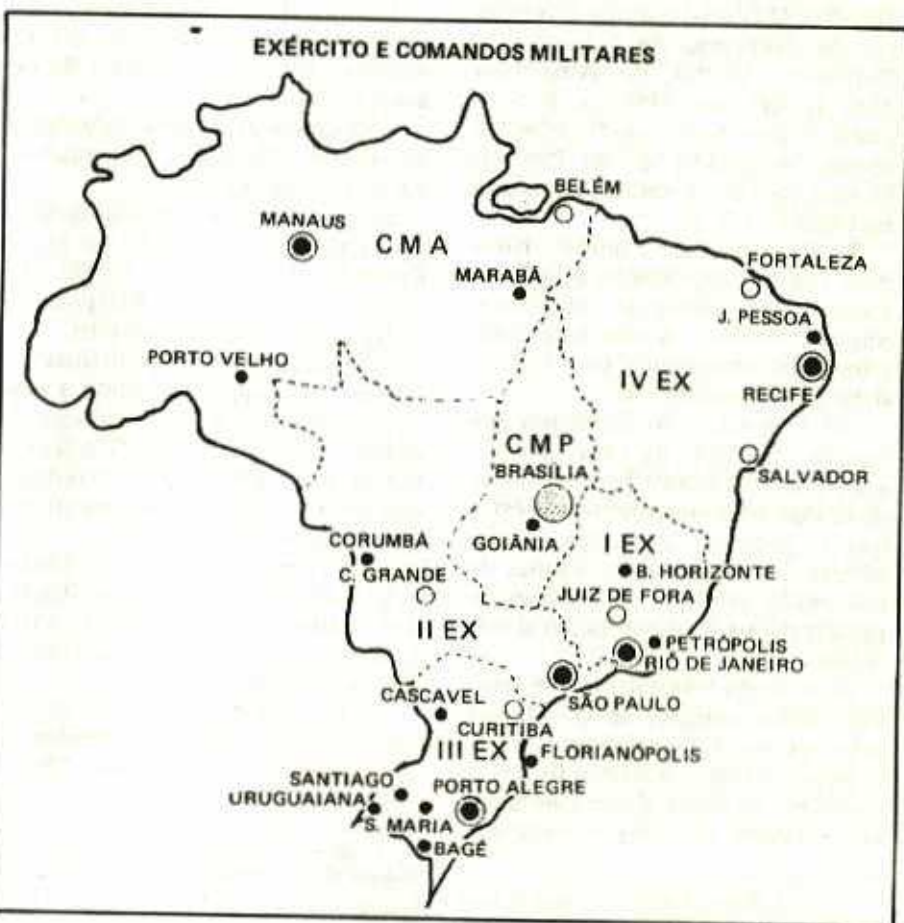 EXÉRCITO E COMANDOS MILITARES
BELÉM
MANAUS
CMA
FORTALEZA
MARABÁ
J. PESSOA
PORTO VELHO
IV EX
RECIFE
CMP
BRASÍLIA
SALVADOR
GOIÂNIA
I EX
CORUMBÁ
B. HORIZONTE
C. GRANDE
JUIZ DE FORA
II EX
PETRÓPOLIS
RIO DE JANEIRO
CASCAVEL
SÃO PAULO
CURITIBA
III EX
FLORIANÓPOLIS
SANTIAGO
PORTO ALEGRE
URUGUAIANA
S. MARIA
BAGÉ